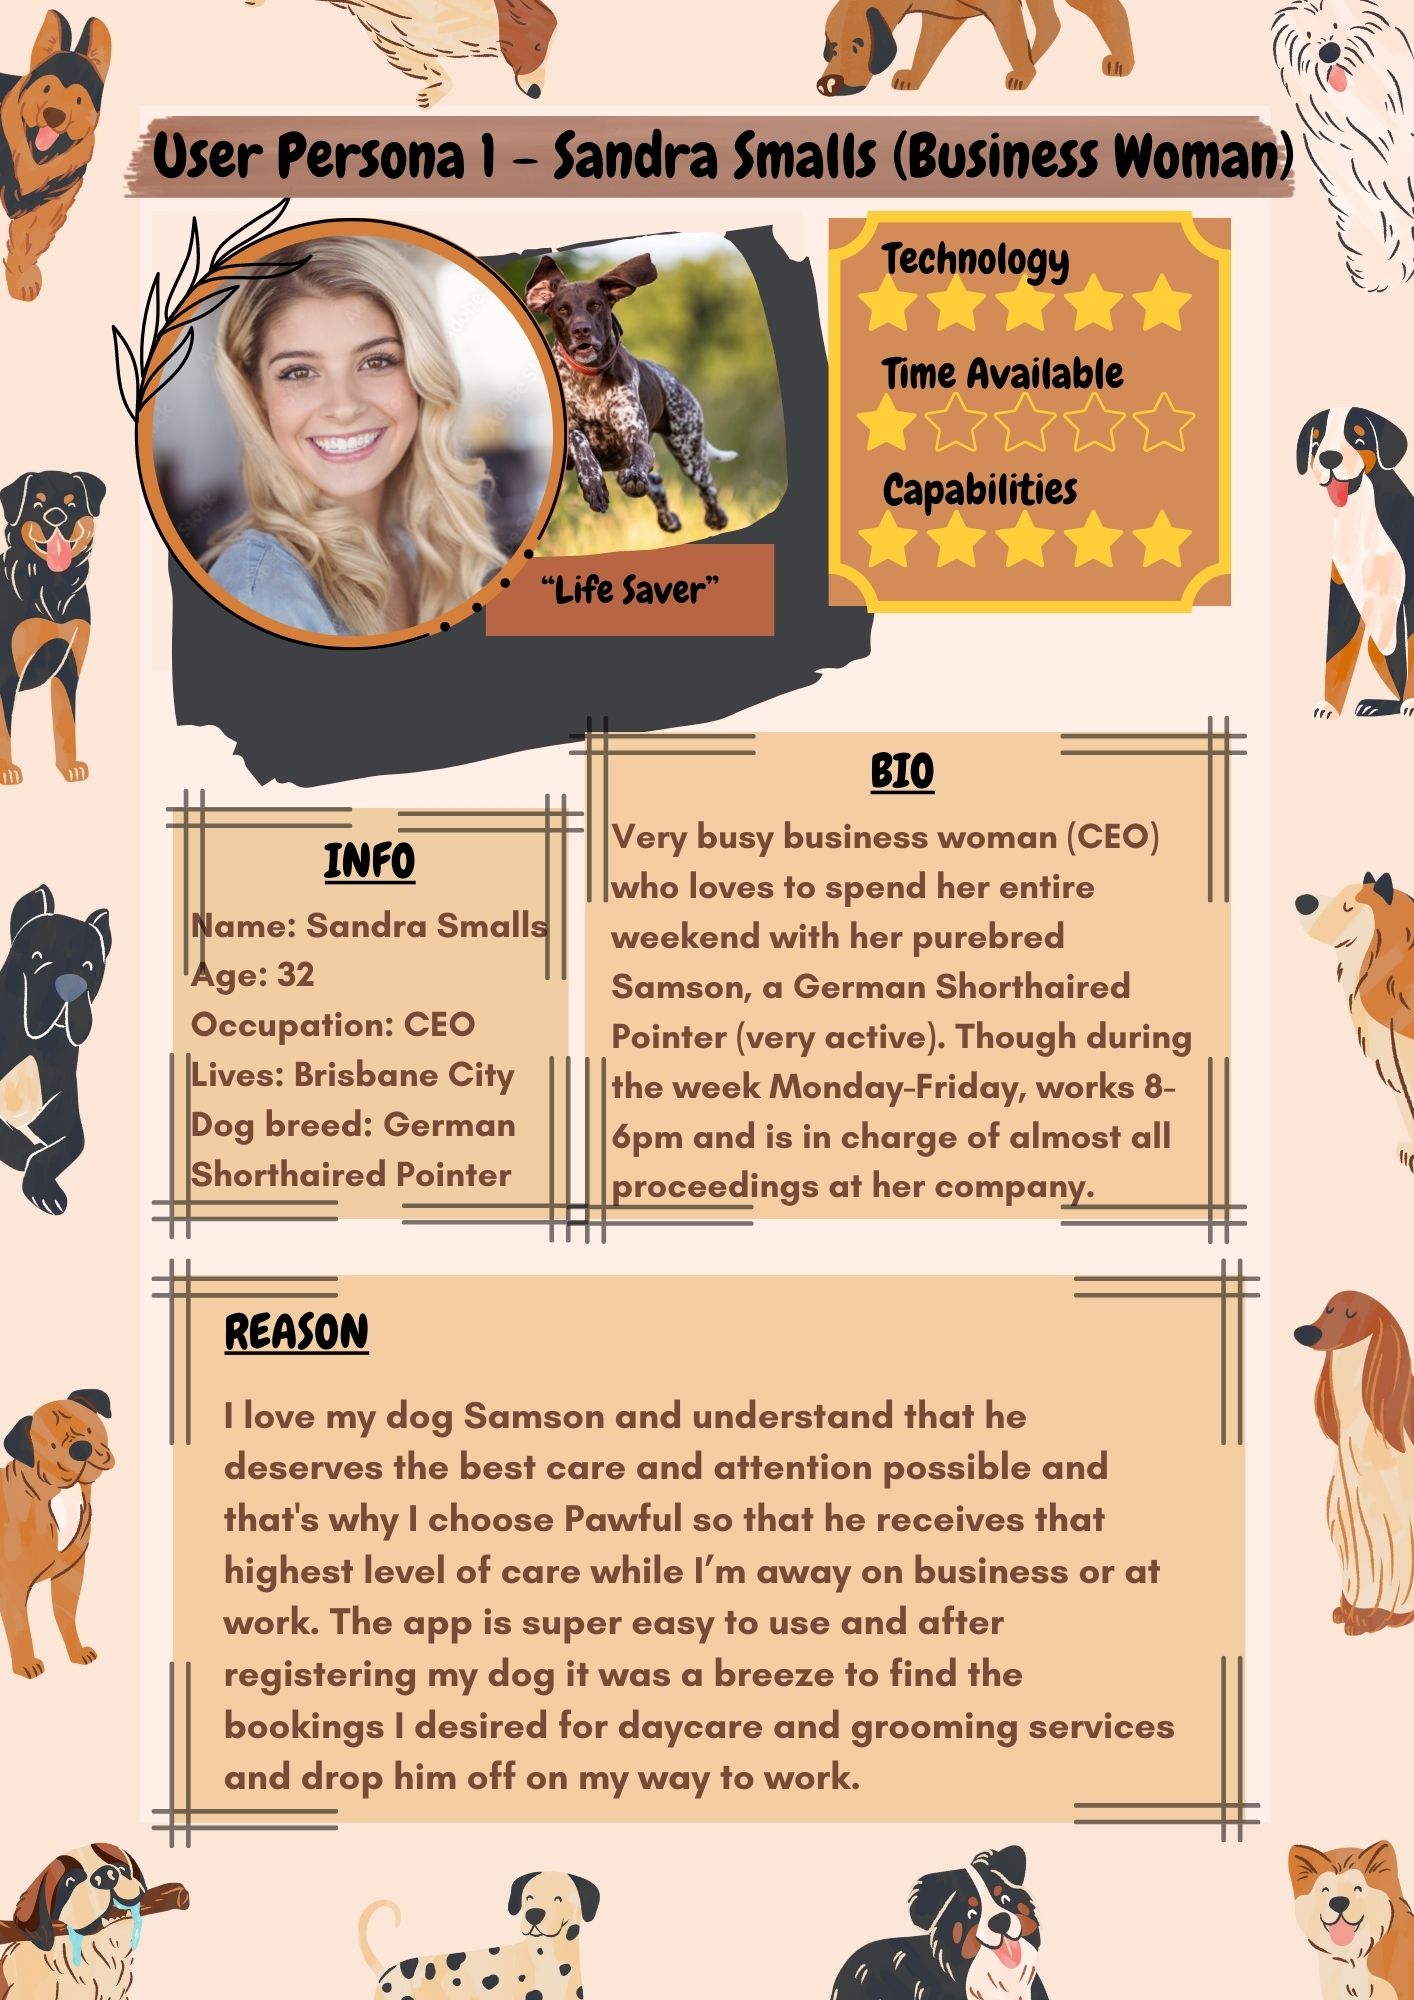 User Persona 1 - Sandra Smalls (Business Woman)
Technology
Time Available
Capabilities
“Life Saver”
BIO
Very busy business woman (CEO)
who loves to spend her entire
weekend with her purebred
Samson, a German Shorthaired
Pointer (very active). Though during
the week Monday-Friday, works 8-
6pm and is in charge of almost all
proceedings at her company.
INFO
Name: Sandra Smalls
Age: 32
Occupation: CEO
Lives: Brisbane City
Dog breed: German
Shorthaired Pointer
REASON
I love my dog Samson and understand that he
deserves the best care and attention possible and
that's why I choose Pawful so that he receives that
highest level of care while I’m away on business or at
work. The app is super easy to use and after
registering my dog it was a breeze to find the
bookings I desired for daycare and grooming services
and drop him off on my way to work.